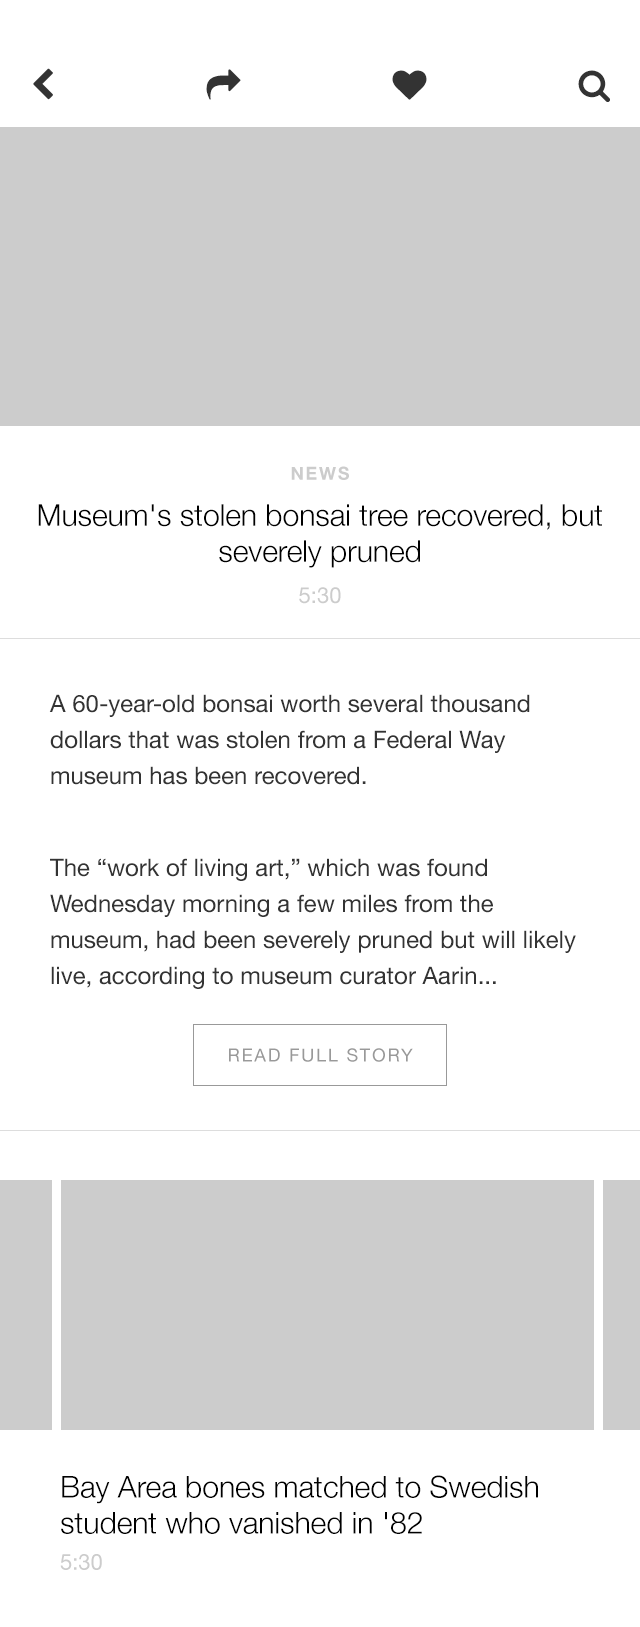 NEWS
Museum's stolen bonsai tree recovered, but
severely pruned
5:30
A 60-year-old bonsai worth several thousand
dollars that was stolen from a Federal Way
museum has been recovered.
The “work of living art,” which was found
Wednesday morning a few miles from the
museum, had been severely pruned but will likely
live, according to museum curator Aarin...
READ FULL STORY
Bay Area bones matched to Swedish
student who vanished in '82
5:30